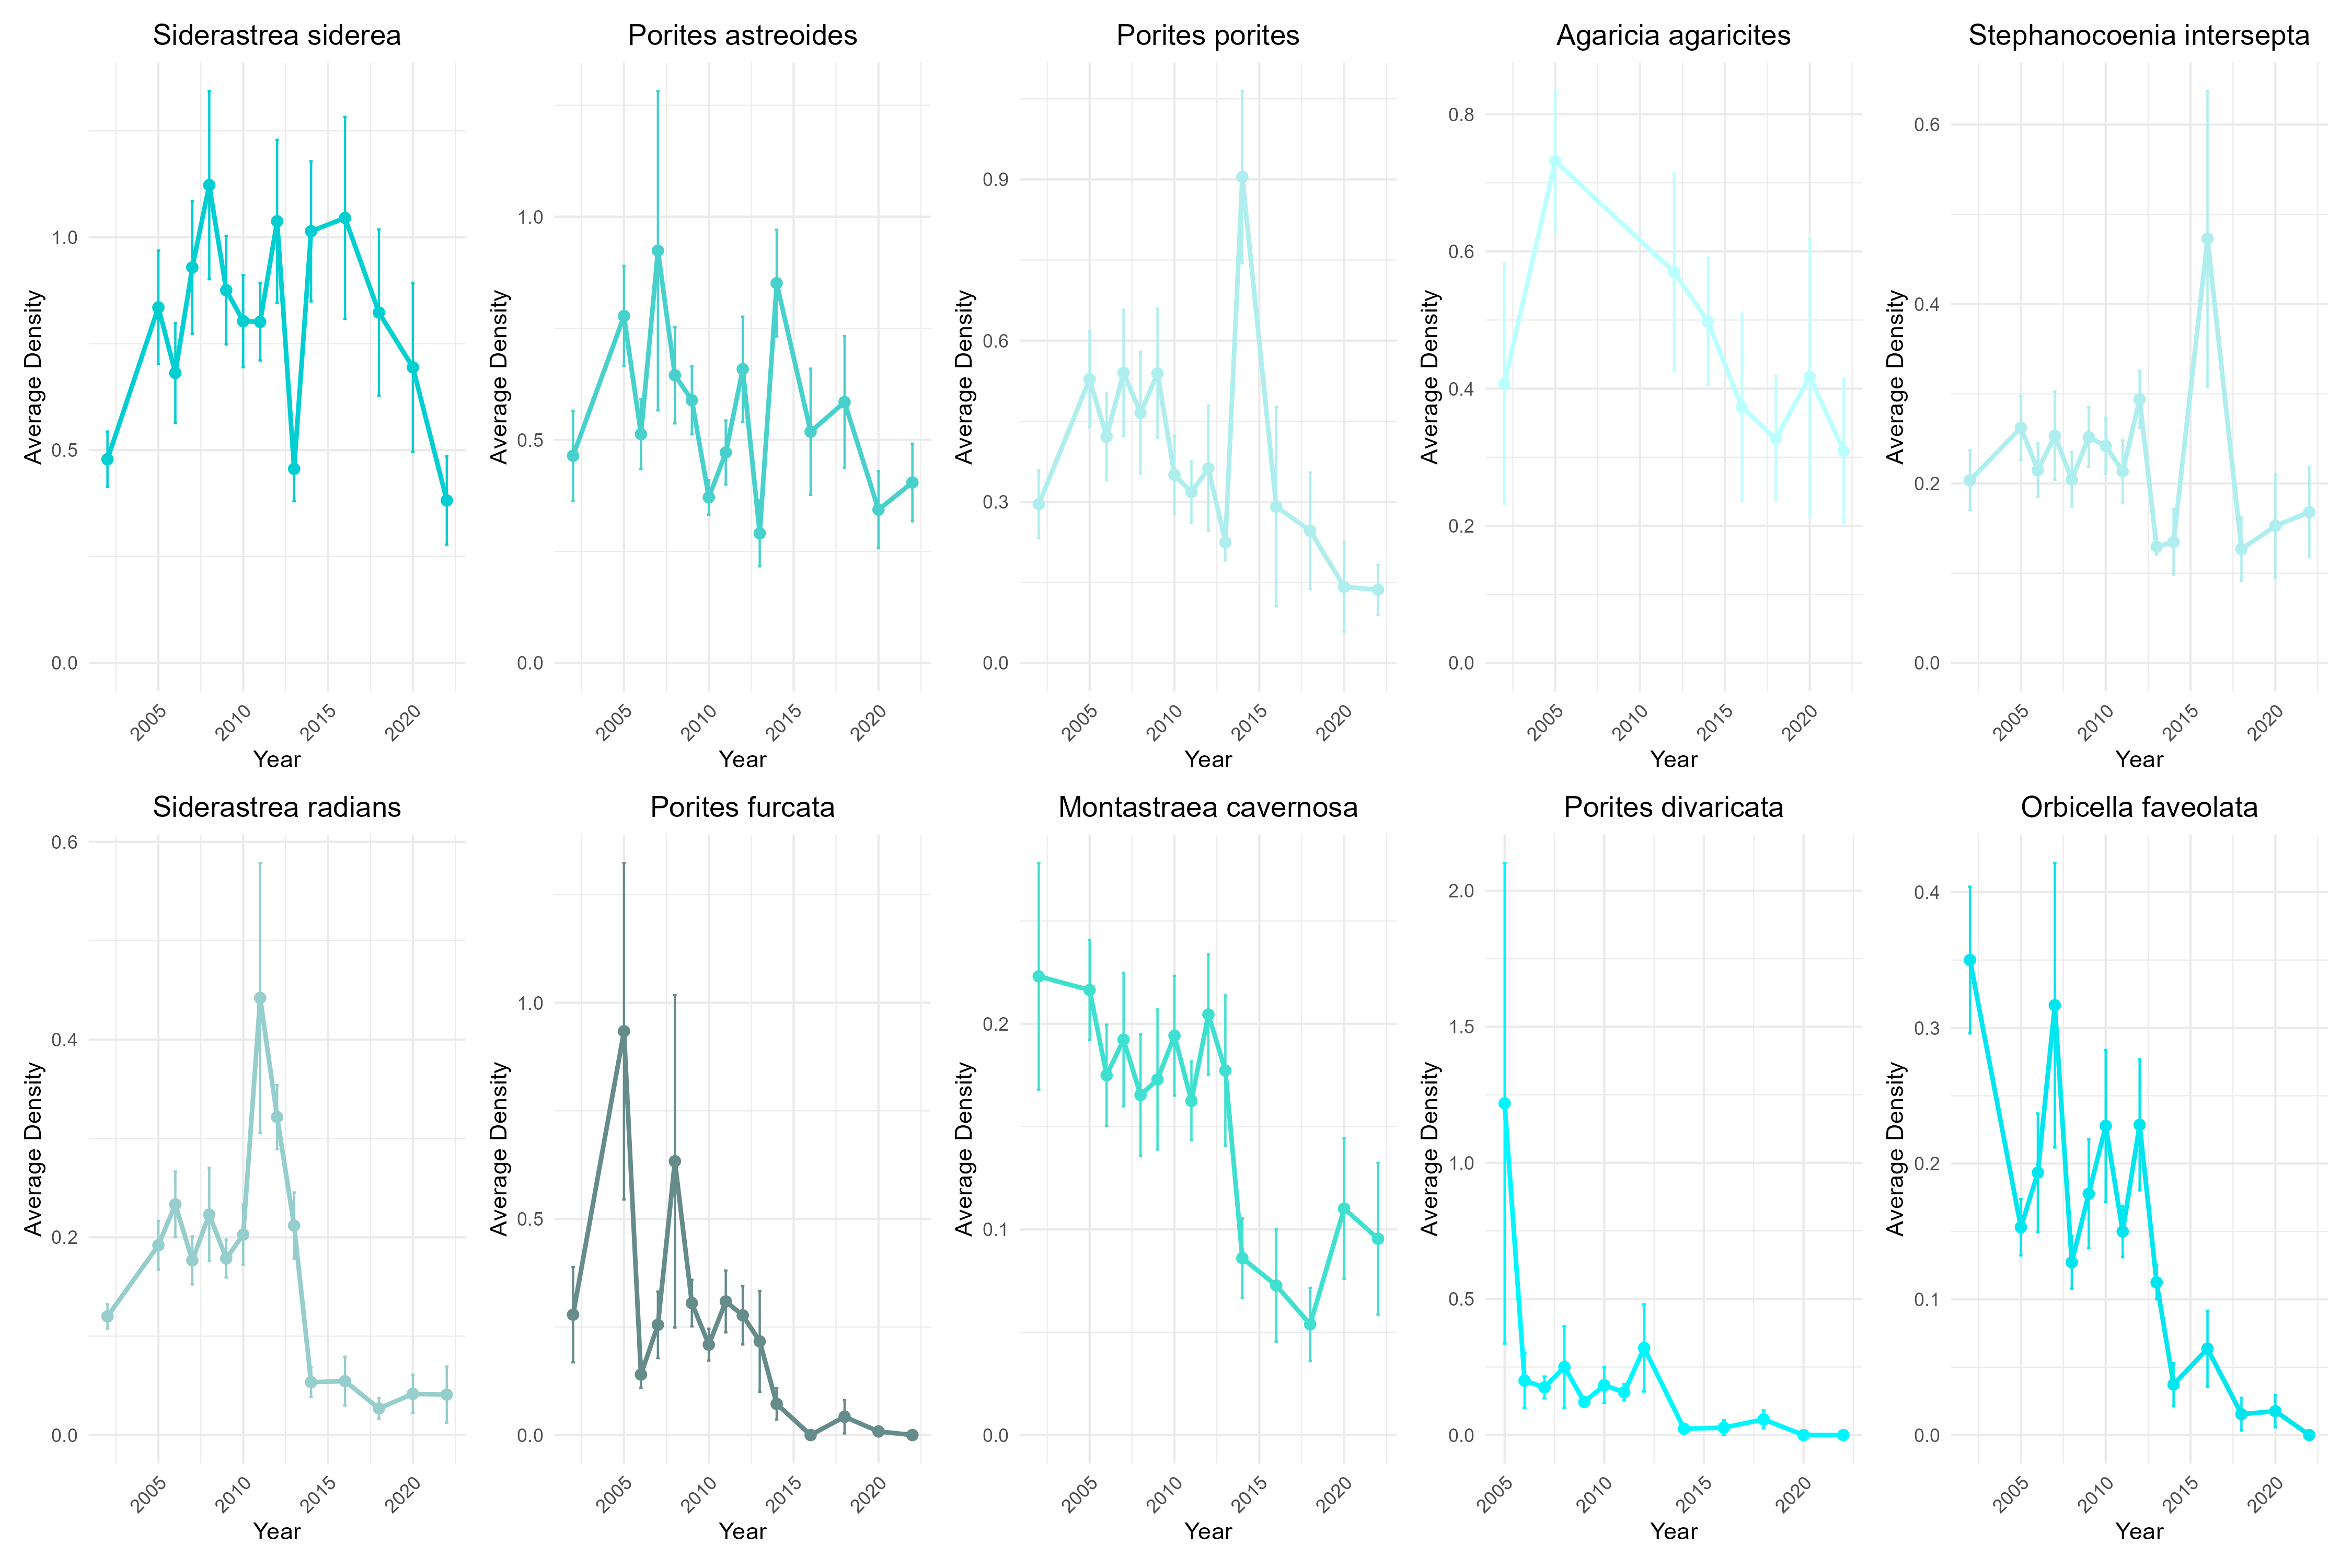 Siderastrea siderea
Porites astreoides
Porites porites
Agaricia agaricites
Stephanocoenia intersepta
Average Density
1.0
0.5
0.0
2005
2010
2015
2020
Year
Average Density
1.0
0.5
0.0
2005
2010
2015
2020
Year
Average Density
0.9
0.6
0.3
0.0
2005
2010
2015
2020
Year
Average Density
0.8
0.6
0.4
0.2
0.0
2005
2010
2015
2020
Year
Average Density
0.6
0.4
0.2
0.0
2005
2010
2015
2020
Year
Siderastrea radians
Porites furcata
Montastraea cavernosa
Porites divaricata
Orbicella faveolata
Average Density
0.6
0.4
0.2
0.0
2005
2010
2015
2020
Year
Average Density
1.0
0.5
0.0
2005
2010
2015
2020
Year
Average Density
0.2
0.1
0.0
2005
2010
2015
2020
Year
Average Density
2.0
1.5
1.0
0.5
0.0
2005
2010
2015
2020
Year
Average Density
0.4
0.3
0.2
0.1
0.0
2005
2010
2015
2020
Year